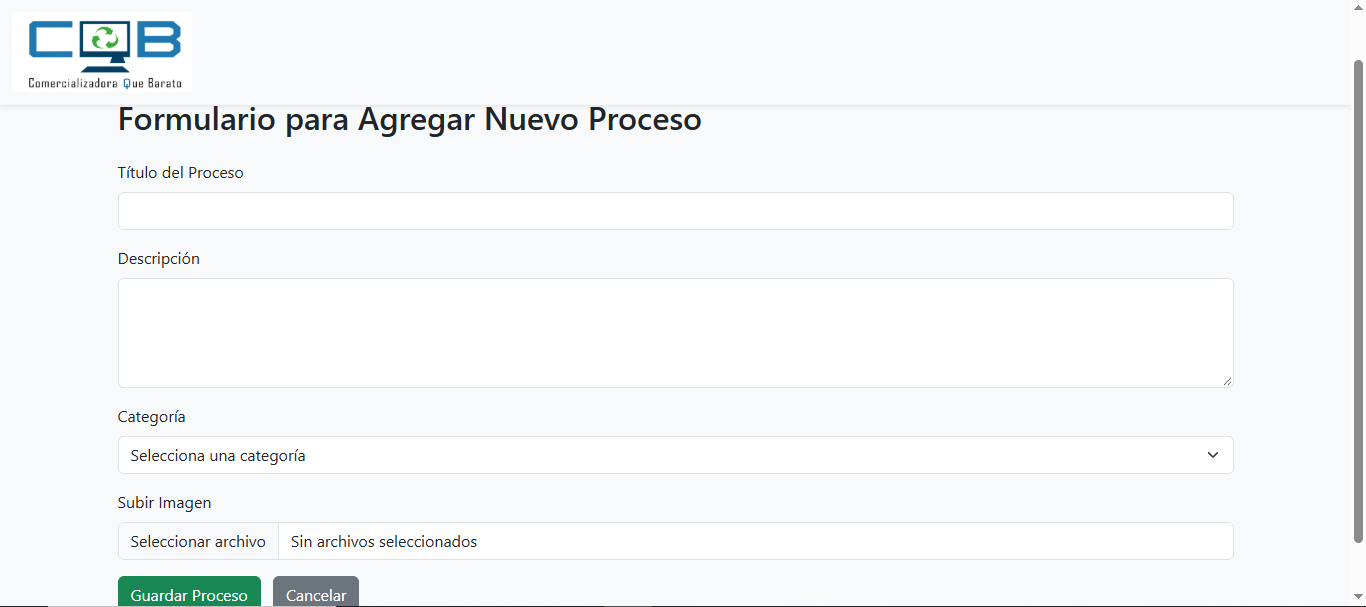 CQB
Comercializadora Que Barato
Formulario para Agregar Nuevo Proceso
Título del Proceso
Descripción
Categoría
Selecciona una categoría
Subir Imagen
Seleccionar archivo Sin archivos seleccionados
Guardar Proceso Cancelar